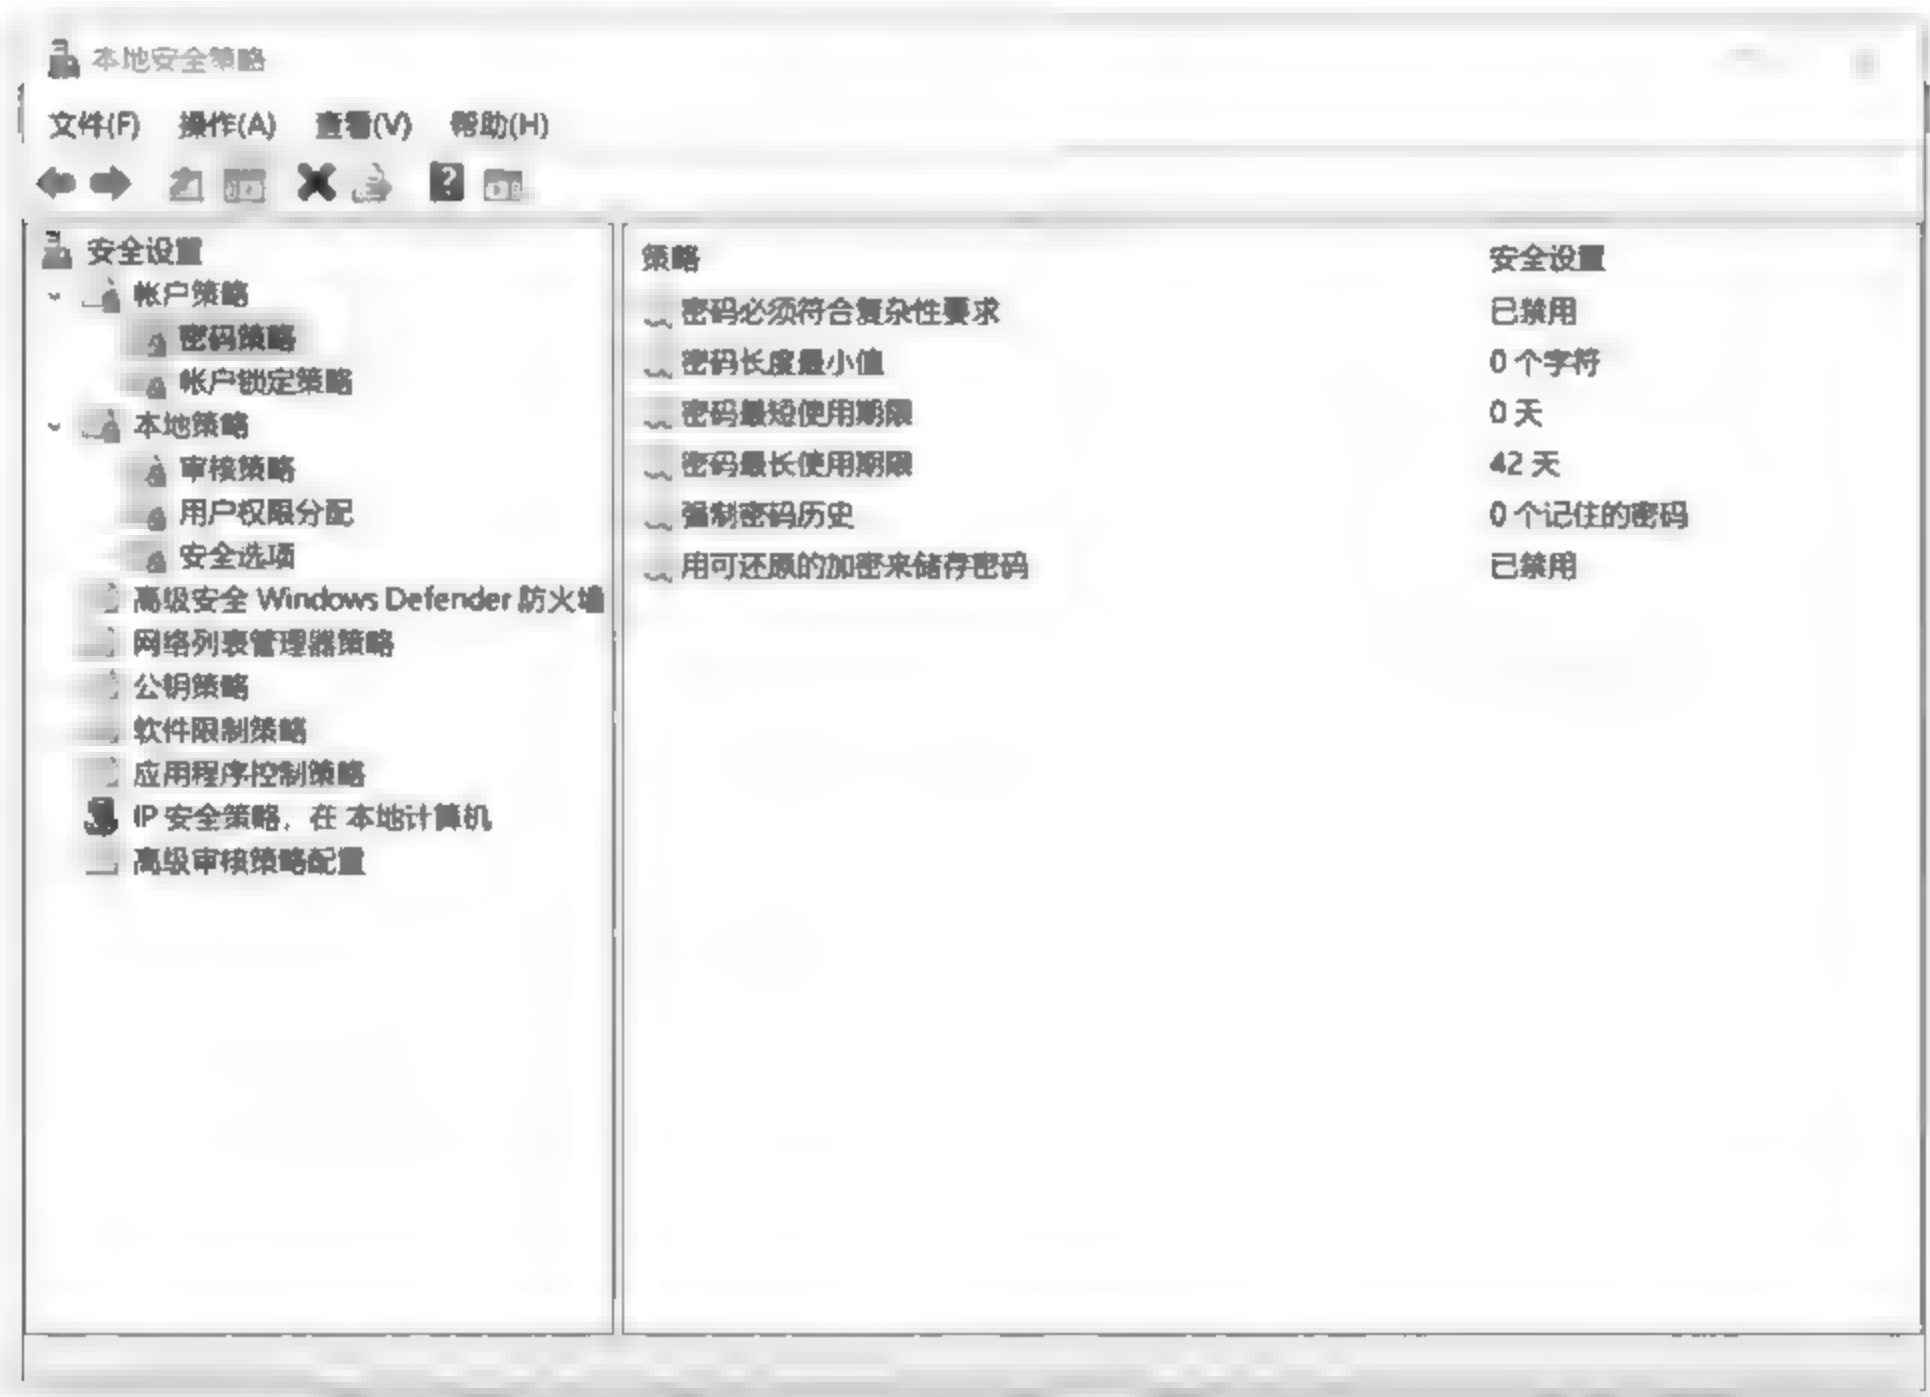 本地安全策略
文件(F) 操作(A) 查看(V) 帮助(H)
安全设置
帐户策略
密码策略
帐户锁定策略
本地策略
审核策略
用户权限分配
安全选项
高级安全 Windows Defender 防火墙
网络列表管理器策略
公钥策略
软件限制策略
应用程序控制策略
IP 安全策略，在 本地计算机
高级审核策略配置
策略 安全设置
密码必须符合复杂性要求 已禁用
密码长度最小值 0 个字符
密码最短使用期限 0 天
密码最长使用期限 42 天
强制密码历史 0 个记住的密码
用可还原的加密来储存密码 已禁用